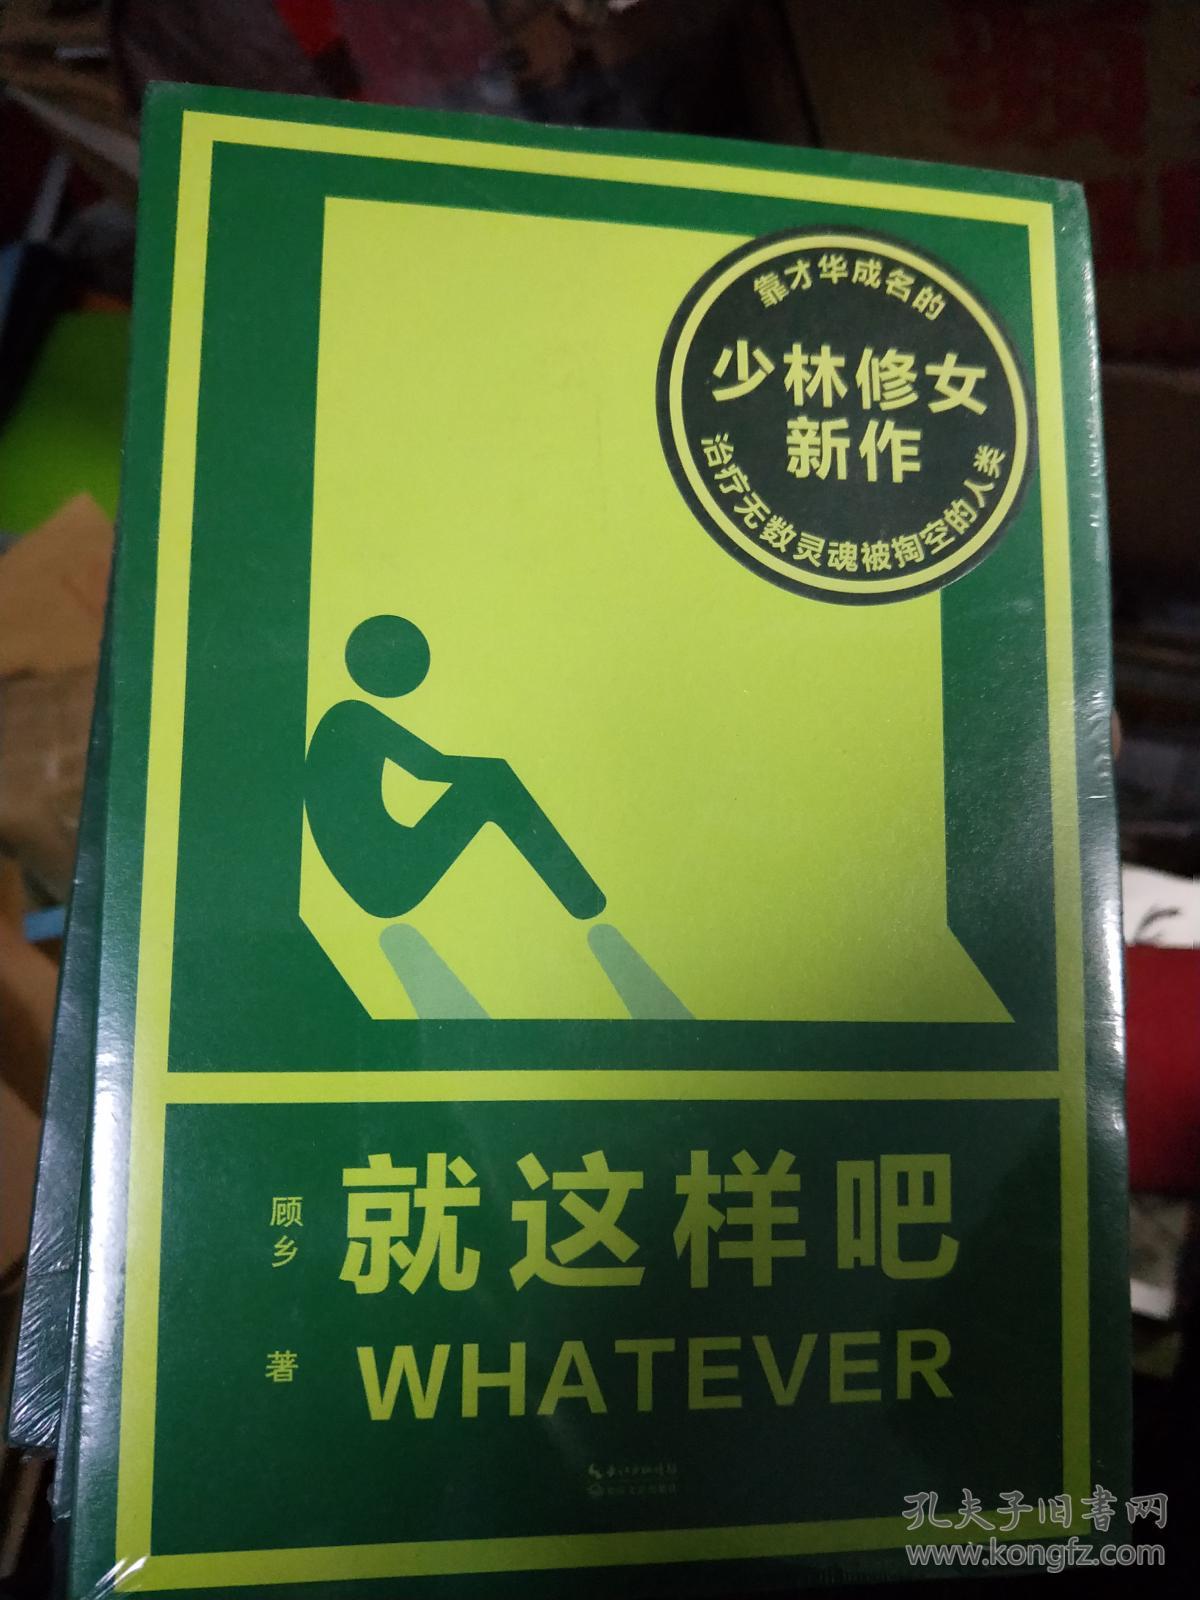 靠才华成名的
少林修女
新作
治疗无数灵魂被掏空的人类
就这样吧
顾乡 著
WHATEVER
孔夫子旧书网
www.kongfz.com